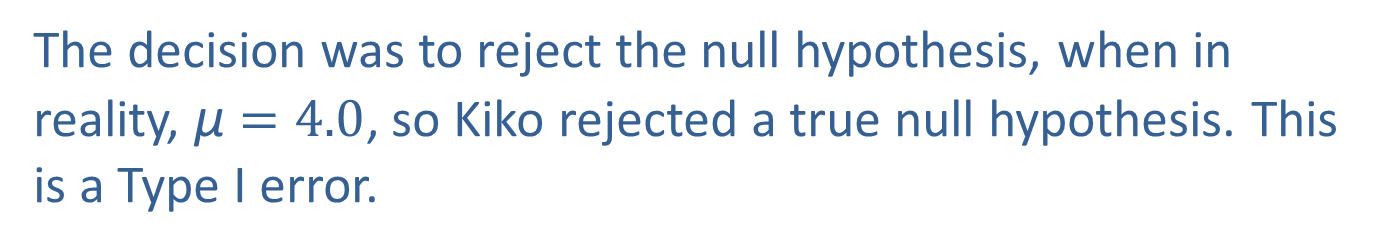 The decision was to reject the null hypothesis, when in
reality, μ = 4.0, so Kiko rejected a true null hypothesis. This
is a Type I error.